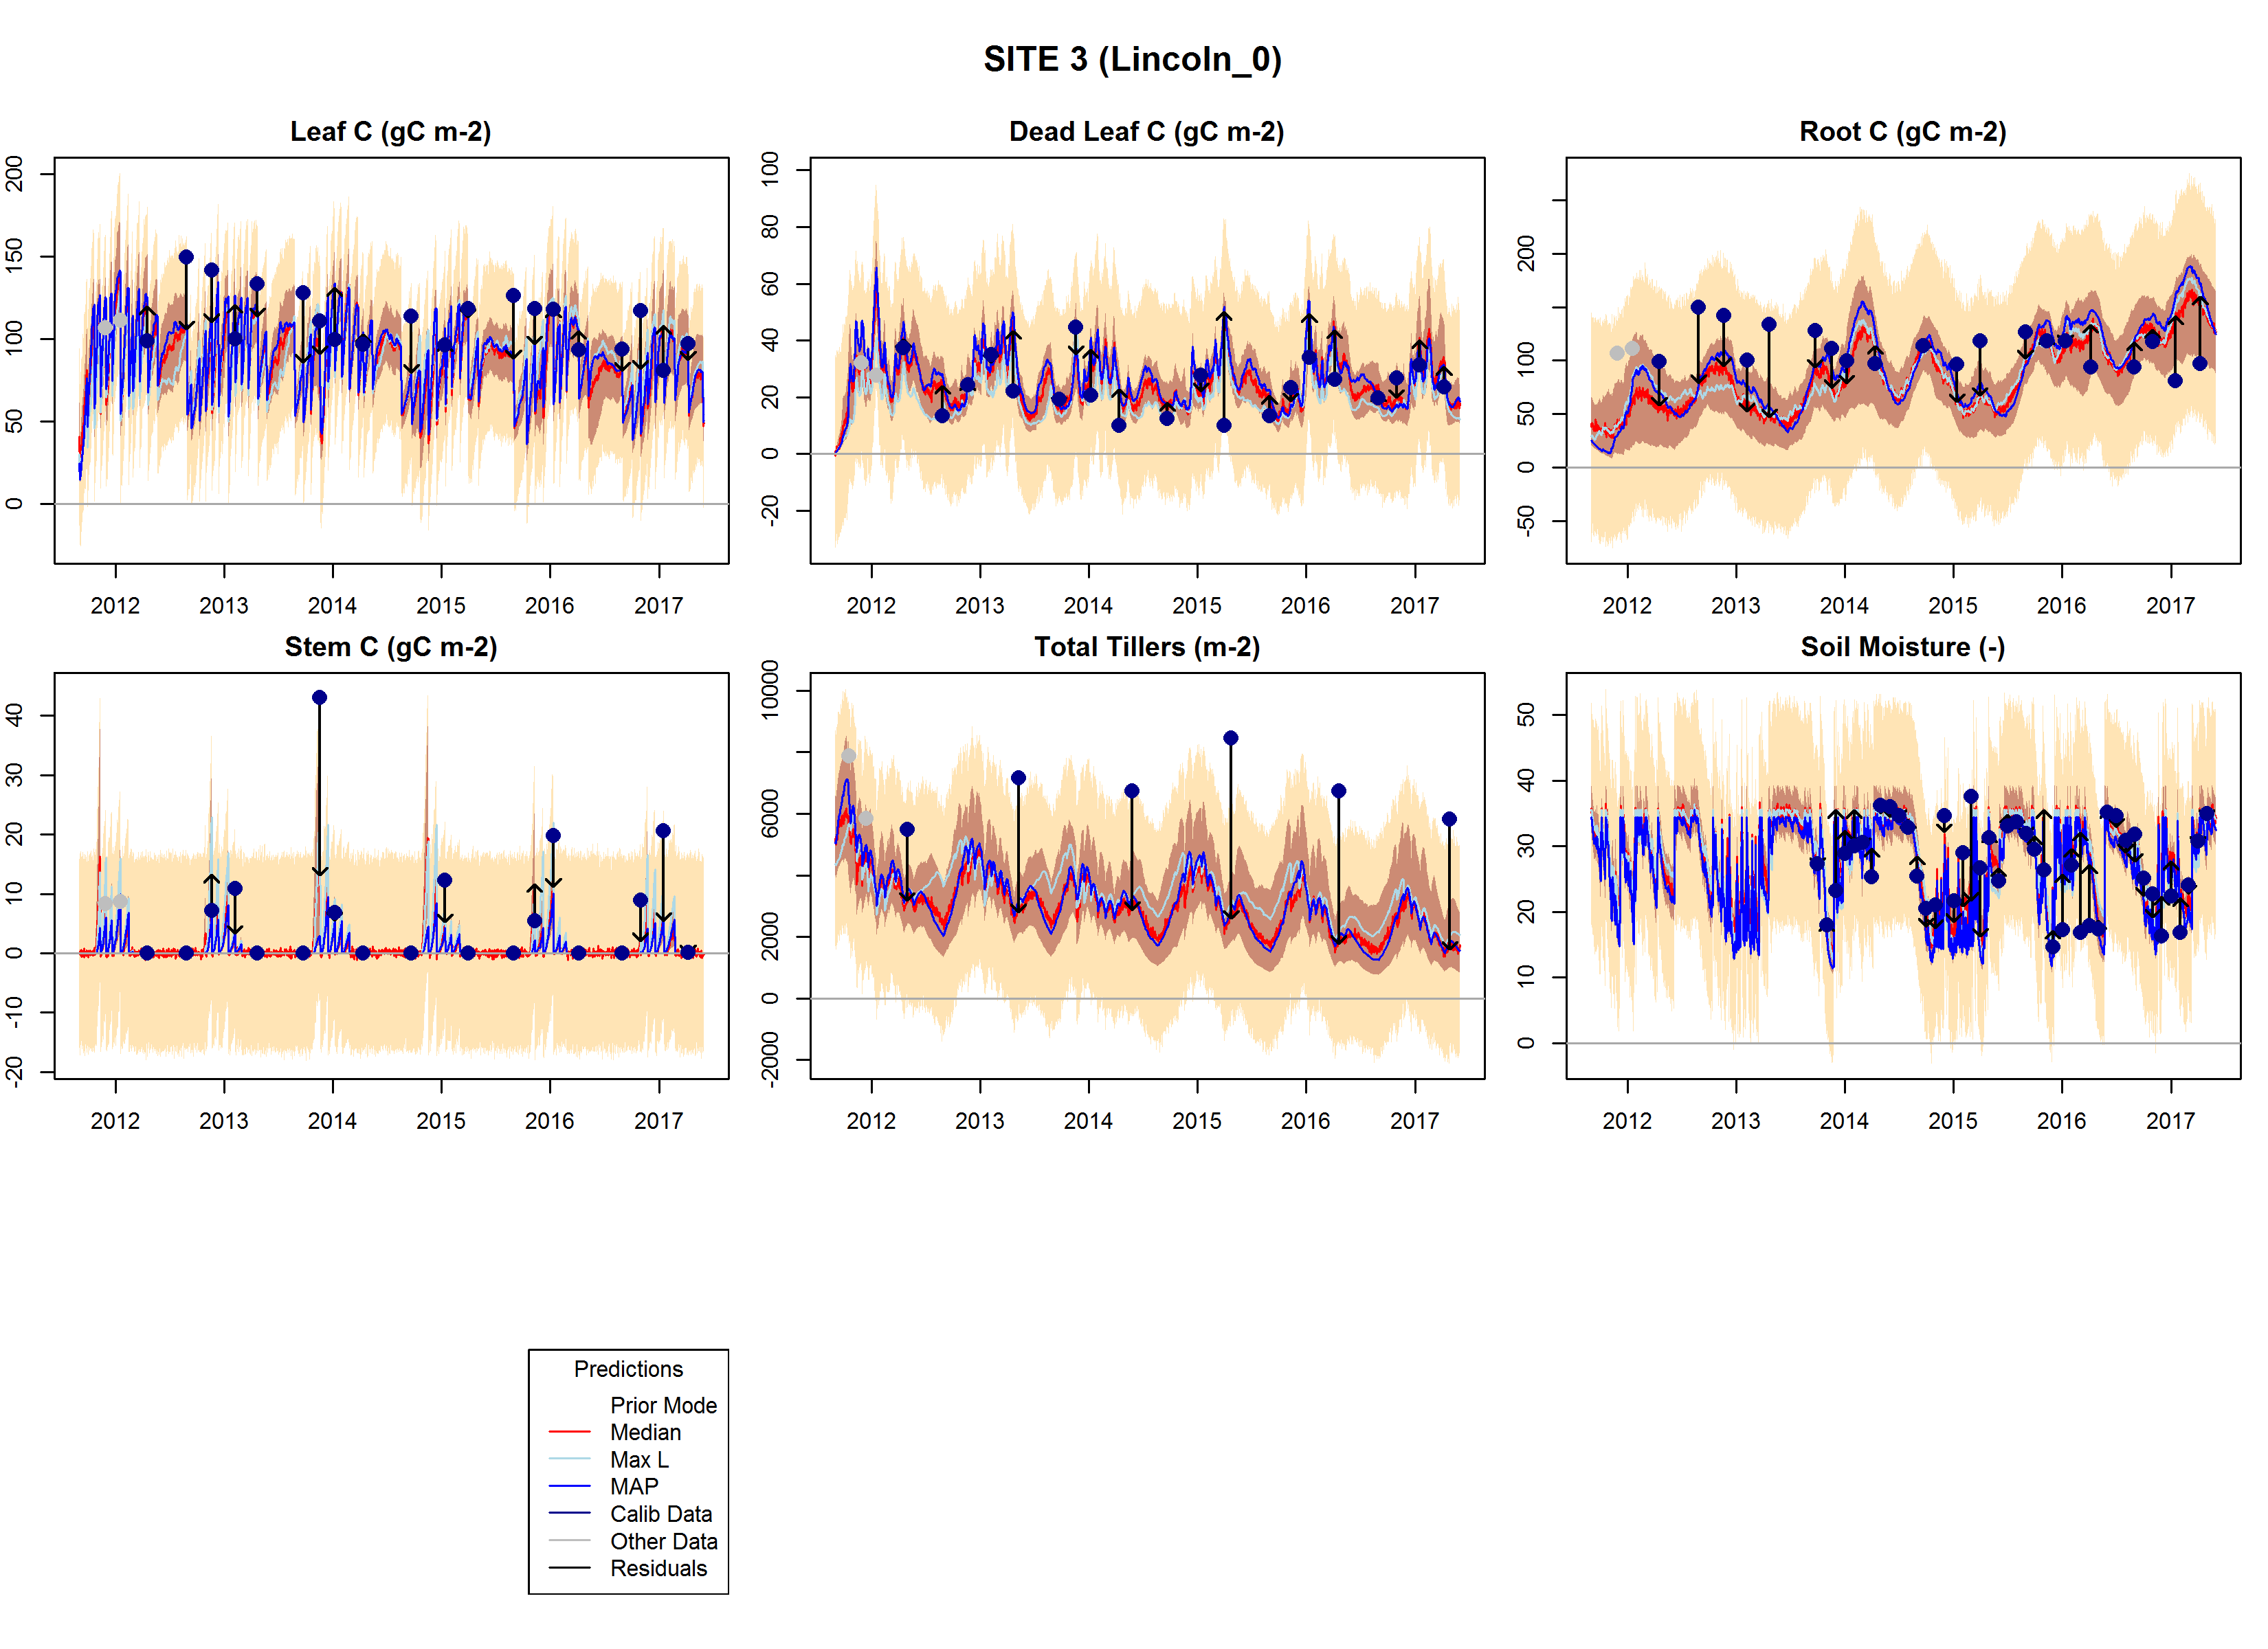 SITE 3 (Lincoln_0)
Leaf C (gC m-2)
200
150
100
50
0
2012 2013 2014 2015 2016 2017
Dead Leaf C (gC m-2)
100
80
60
40
20
0
-20
2012 2013 2014 2015 2016 2017
Root C (gC m-2)
200
100
50
0
-50
2012 2013 2014 2015 2016 2017
Stem C (gC m-2)
40
30
20
10
0
-10
-20
2012 2013 2014 2015 2016 2017
Total Tillers (m-2)
10000
6000
2000
0
-2000
2012 2013 2014 2015 2016 2017
Soil Moisture (-)
50
40
30
20
10
0
2012 2013 2014 2015 2016 2017
Predictions
Prior Mode
Median
Max L
MAP
Calib Data
Other Data
Residuals